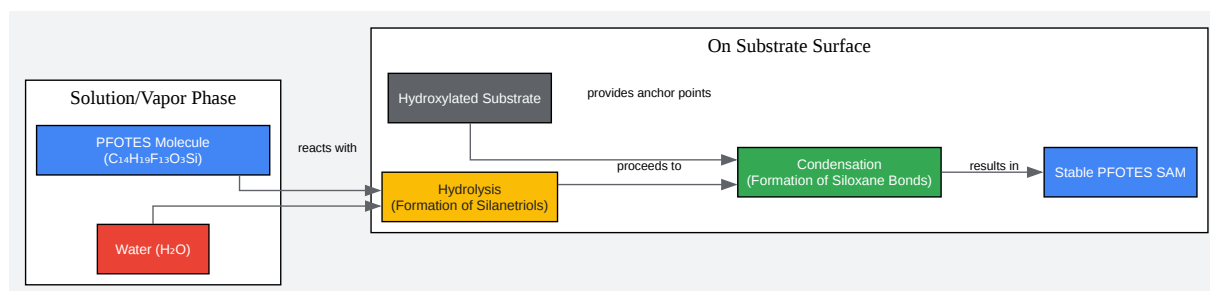 Solution/Vapor Phase
PFOTES Molecule
(C₁₄H₁₉F₁₃O₃Si)
Water (H₂O)
reacts with
On Substrate Surface
Hydroxylated Substrate
provides anchor points
Hydrolysis
(Formation of Silanetriols)
proceeds to
Condensation
(Formation of Siloxane Bonds)
results in
Stable PFOTES SAM